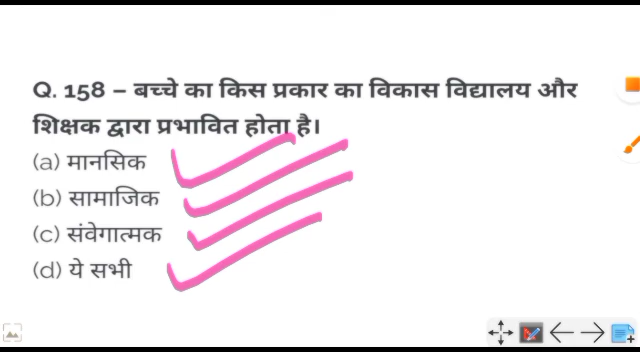 Q. 158 – बच्चे का किस प्रकार का विकास विद्यालय और
शिक्षक द्वारा प्रभावित होता है।
(a) मानसिक
(b) सामाजिक
(c) संवेगात्मक
(d) ये सभी